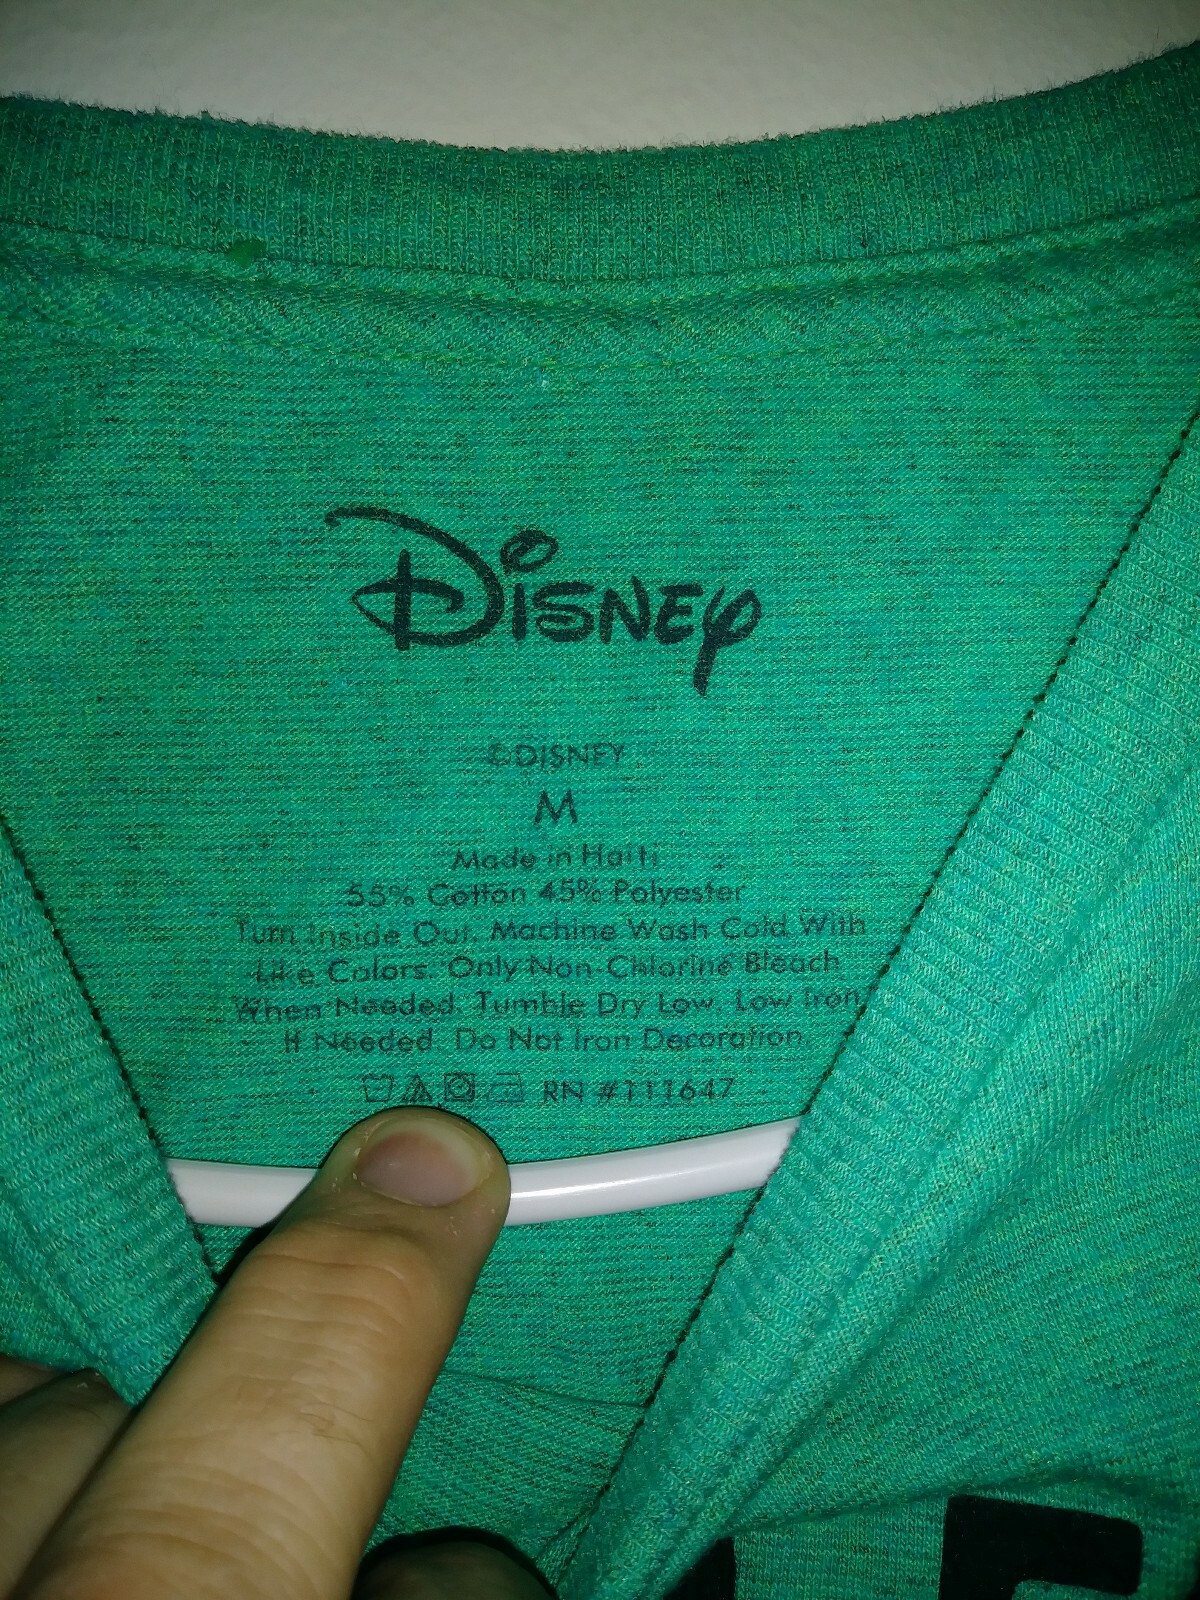 Disney
©DISNEY
M
Made in Haiti
55% Cotton 45% Polyester
Turn Inside Out. Machine Wash Cold With
Like Colors. Only Non-Chlorine Bleach
When Needed. Tumble Dry Low. Low Iron
If Needed. Do Not Iron Decoration.
RN #111647